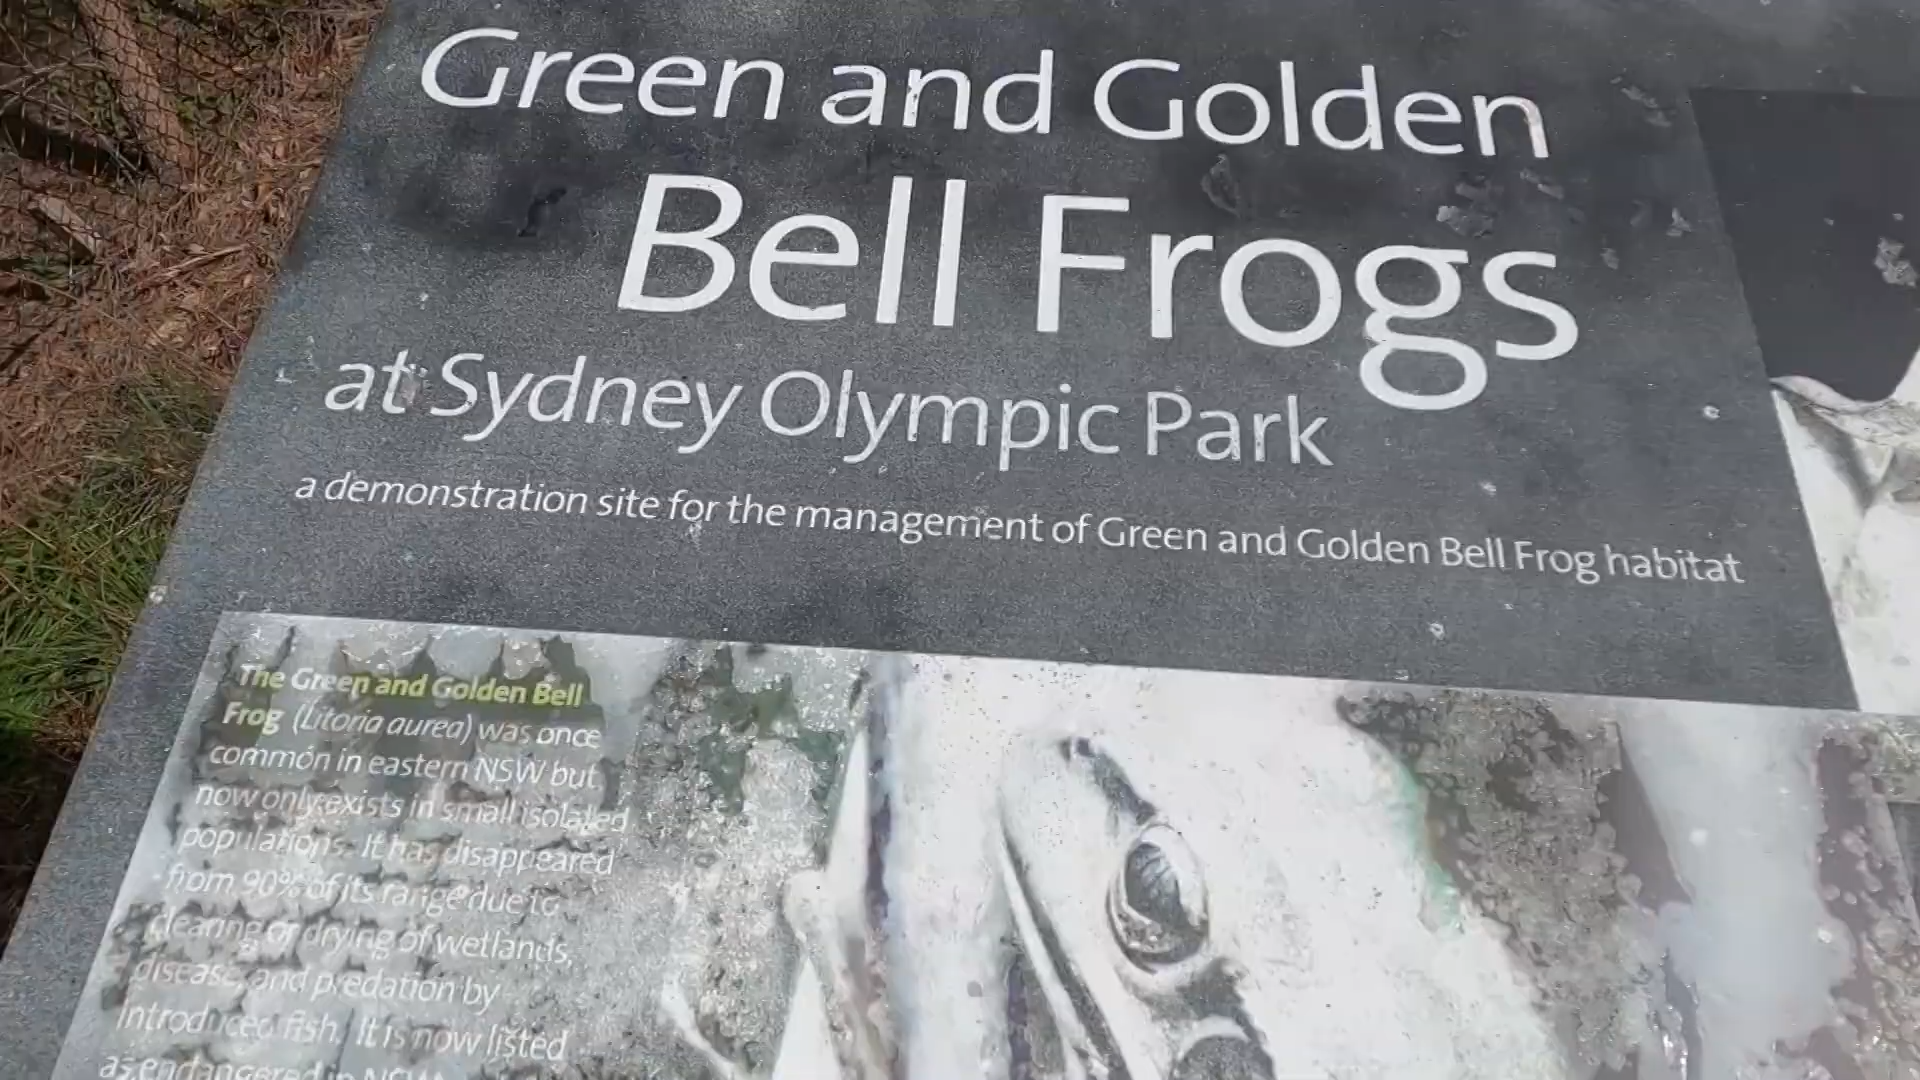 Green and Golden
Bell Frogs
at Sydney Olympic Park
a demonstration site for the management of Green and Golden Bell Frog habitat
The Green and Golden Bell
Frog (Litoria aurea) was once
common in eastern NSW but
now only exists in small isolated
populations. It has disappeared
from 90% of its range due to
clearing or drying of wetlands,
disease, and predation by
introduced fish. It is now listed
as endangered in NSW